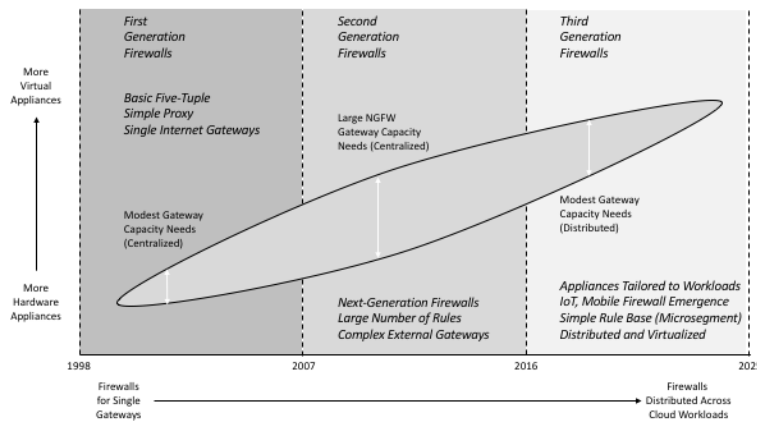 First
Generation
Firewalls
Second
Generation
Firewalls
Third
Generation
Firewalls
More
Virtual
Appliances
Basic Five-Tuple
Simple Proxy
Single Internet Gateways
Large NGFW
Gateway Capacity
Needs (Centralized)
Modest Gateway
Capacity Needs
(Centralized)
Modest Gateway
Capacity Needs
(Distributed)
More
Hardware
Appliances
Next-Generation Firewalls
Large Number of Rules
Complex External Gateways
Appliances Tailored to Workloads
IoT, Mobile Firewall Emergence
Simple Rule Base (Microsegment)
Distributed and Virtualized
1998
2007
2016
2025
Firewalls
for Single
Gateways
Firewalls
Distributed Across
Cloud Workloads